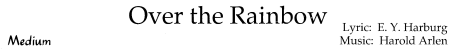 Over the Rainbow
Lyric: E. Y. Harburg
Medium
Music: Harold Arlen